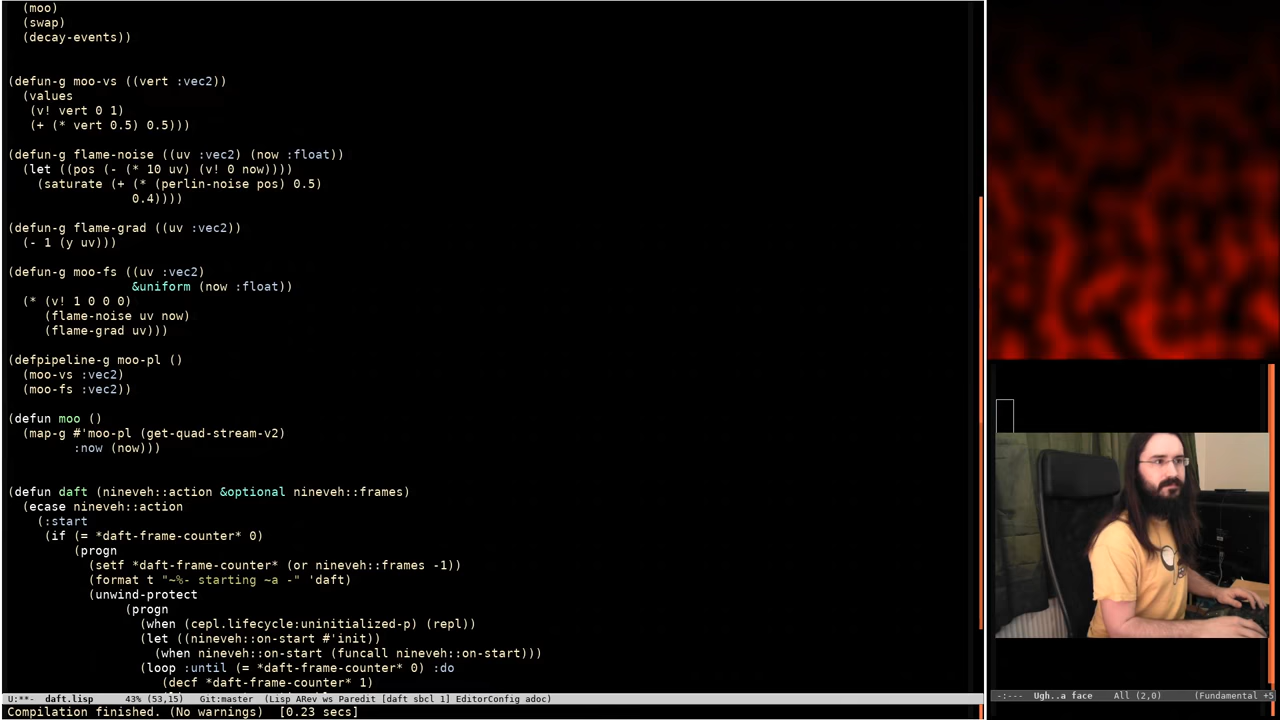 (moo)
(swap)
(decay-events))
(defun-g moo-vs ((vert :vec2))
(values
(v! vert 0 1)
(+ (* vert 0.5) 0.5)))
(defun-g flame-noise ((uv :vec2) (now :float))
(let ((pos (- (* 10 uv) (v! 0 now))))
(saturate (+ (* (perlin-noise pos) 0.5)
0.4))))
(defun-g flame-grad ((uv :vec2))
(- 1 (y uv)))
(defun-g moo-fs ((uv :vec2)
&uniform (now :float))
(* (v! 1 0 0 0)
(flame-noise uv now)
(flame-grad uv)))
(defpipeline-g moo-pl ()
(moo-vs :vec2)
(moo-fs :vec2))
(defun moo ()
(map-g #'moo-pl (get-quad-stream-v2)
:now (now)))
(defun daft (nineveh::action &optional nineveh::frames)
(ecase nineveh::action
(:start
(if (= *daft-frame-counter* 0)
(progn
(setf *daft-frame-counter* (or nineveh::frames -1))
(format t "~%- starting ~a -" 'daft)
(unwind-protect
(progn
(when (cepl.lifecycle:uninitialized-p) (repl))
(let ((nineveh::on-start #'init))
(when nineveh::on-start (funcall nineveh::on-start)))
(loop :until (= *daft-frame-counter* 0) :do
(decf *daft-frame-counter* 1)
U:**- daft.lisp 43% (53,15) Git:master (Lisp ARev ws Paredit [daft sbcl 1] EditorConfig adoc)
Compilation finished. (No warnings) [0.23 secs]
-:--- Ugh..a face All (2,0) (Fundamental +5